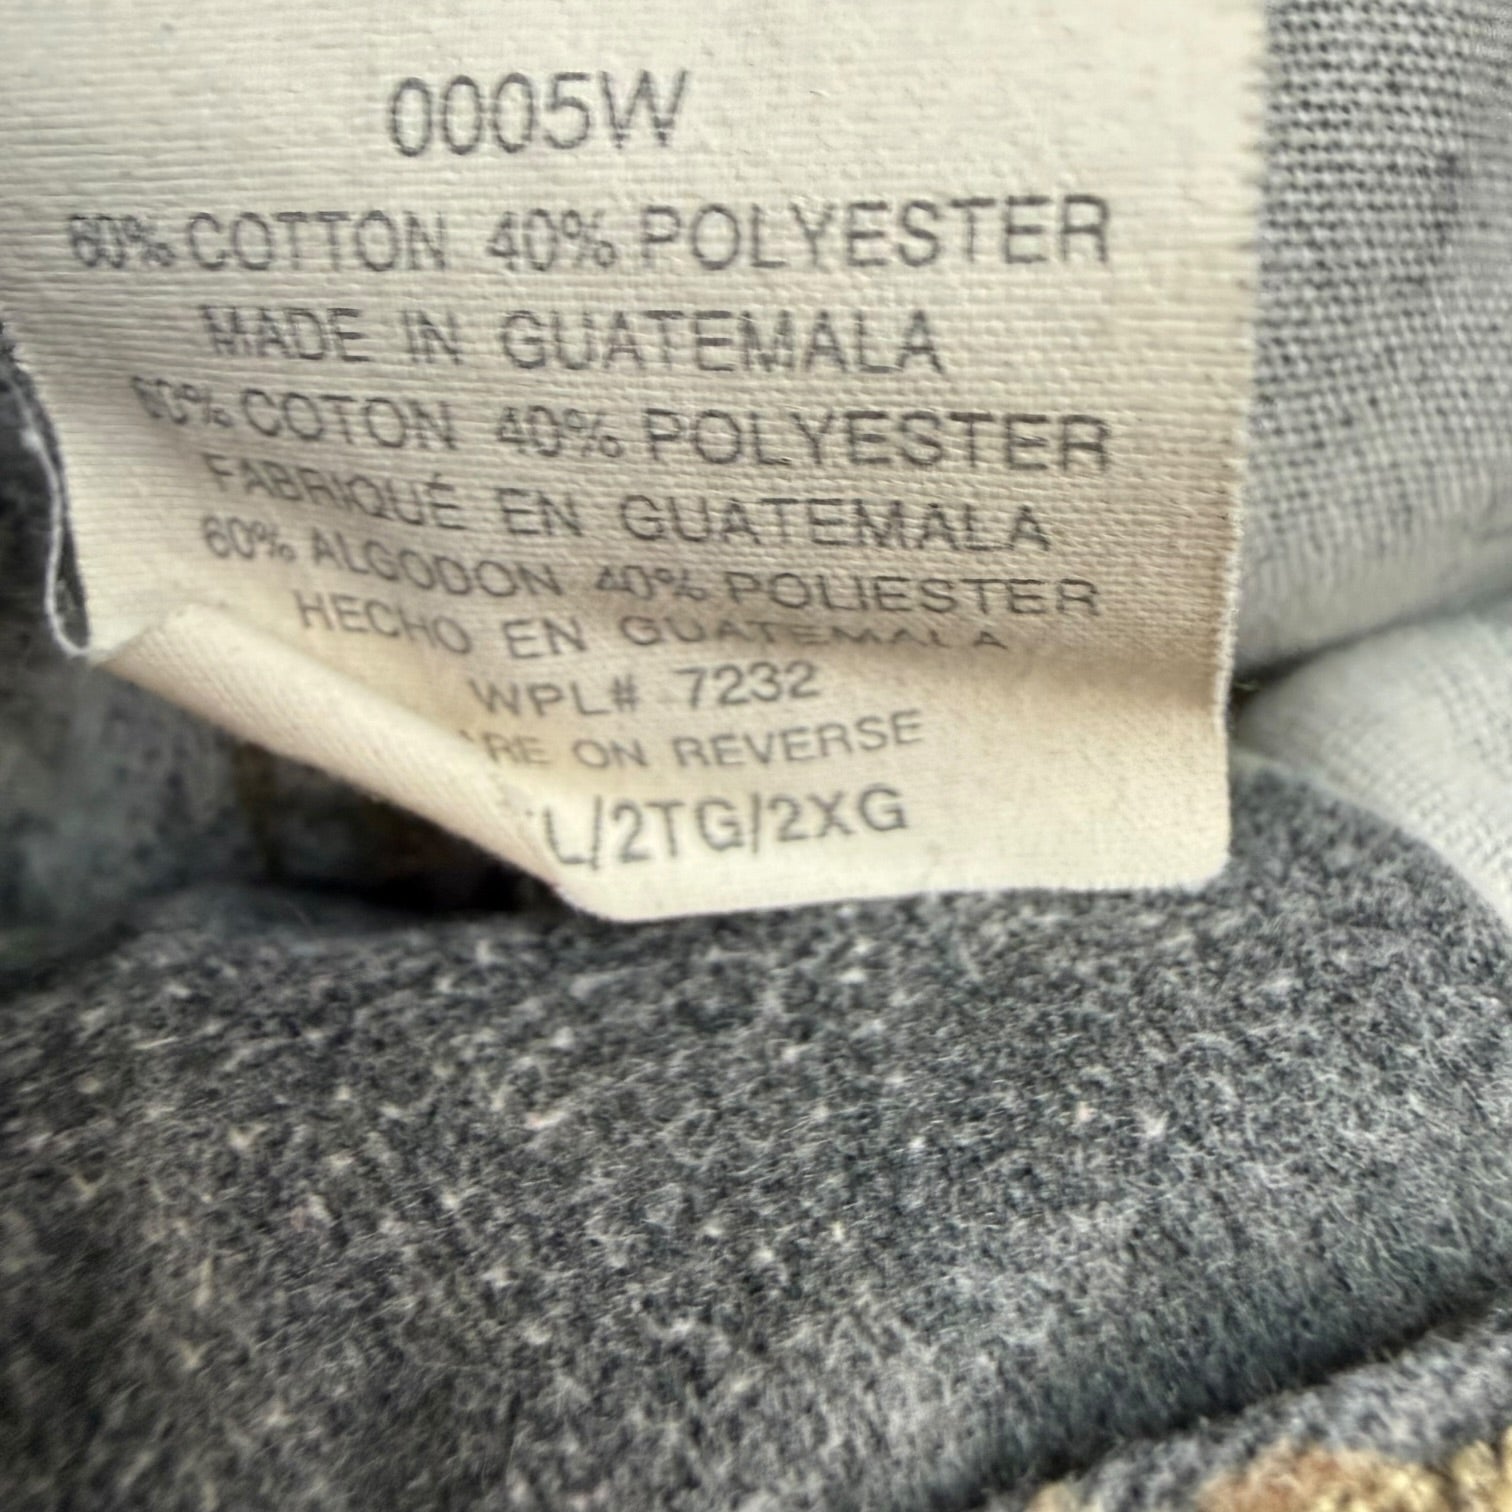 0005W
60% COTTON 40% POLYESTER
MADE IN GUATEMALA
60% COTON 40% POLYESTER
FABRIQUÉ EN GUATEMALA
60% ALGODON 40% POLIESTER
HECHO EN GUATEMALA
WPL# 7232
RE ON REVERSE
L/2TG/2XG